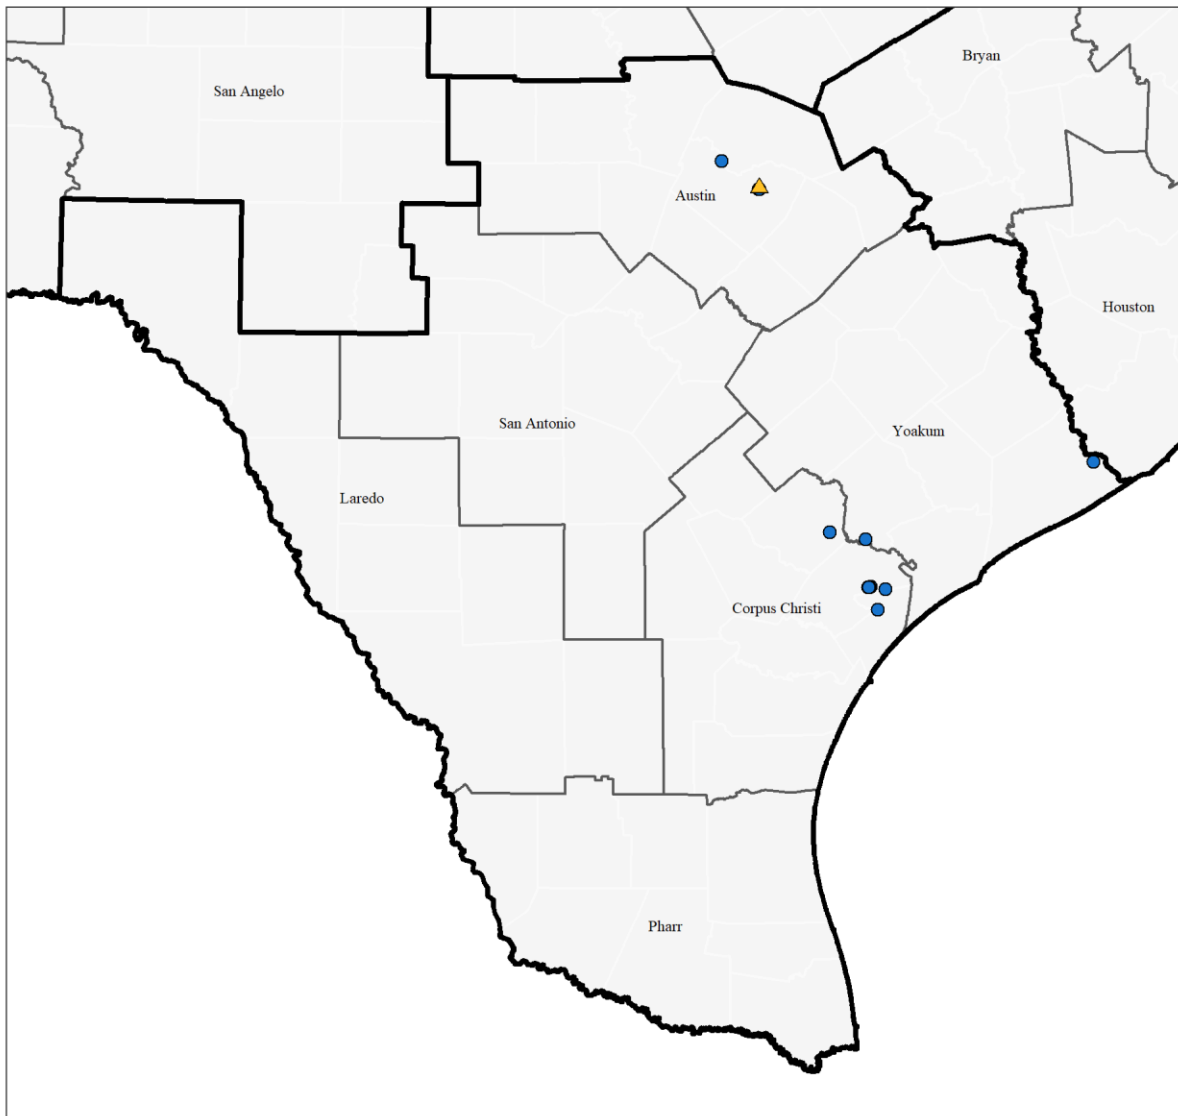 Bryan
San Angelo
Austin
Houston
San Antonio
Yoakum
Laredo
Corpus Christi
Pharr